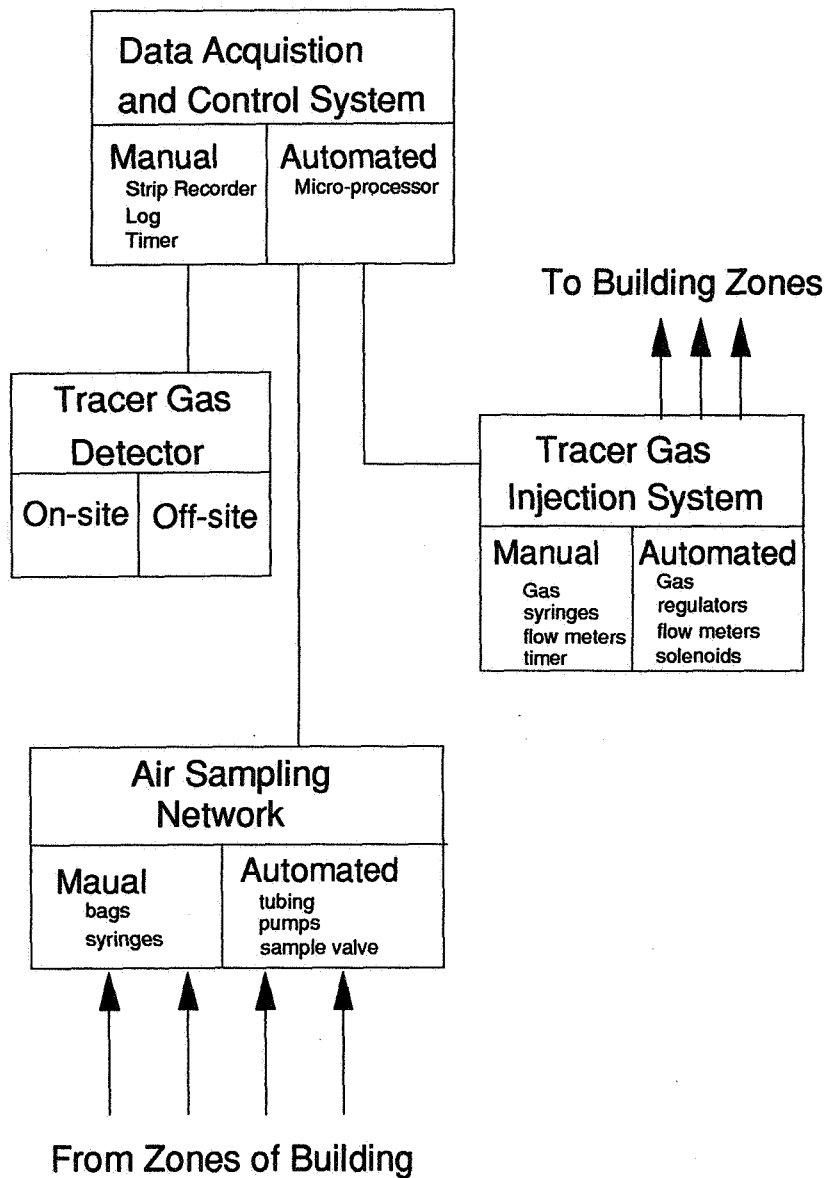 Data Acquistion
and Control System
Manual
Strip Recorder
Log
Timer
Automated
Micro-processor
To Building Zones
Tracer Gas
Detector
On-site
Off-site
Tracer Gas
Injection System
Manual
Gas
syringes
flow meters
timer
Automated
Gas
regulators
flow meters
solenoids
Air Sampling
Network
Maual
bags
syringes
Automated
tubing
pumps
sample valve
From Zones of Building